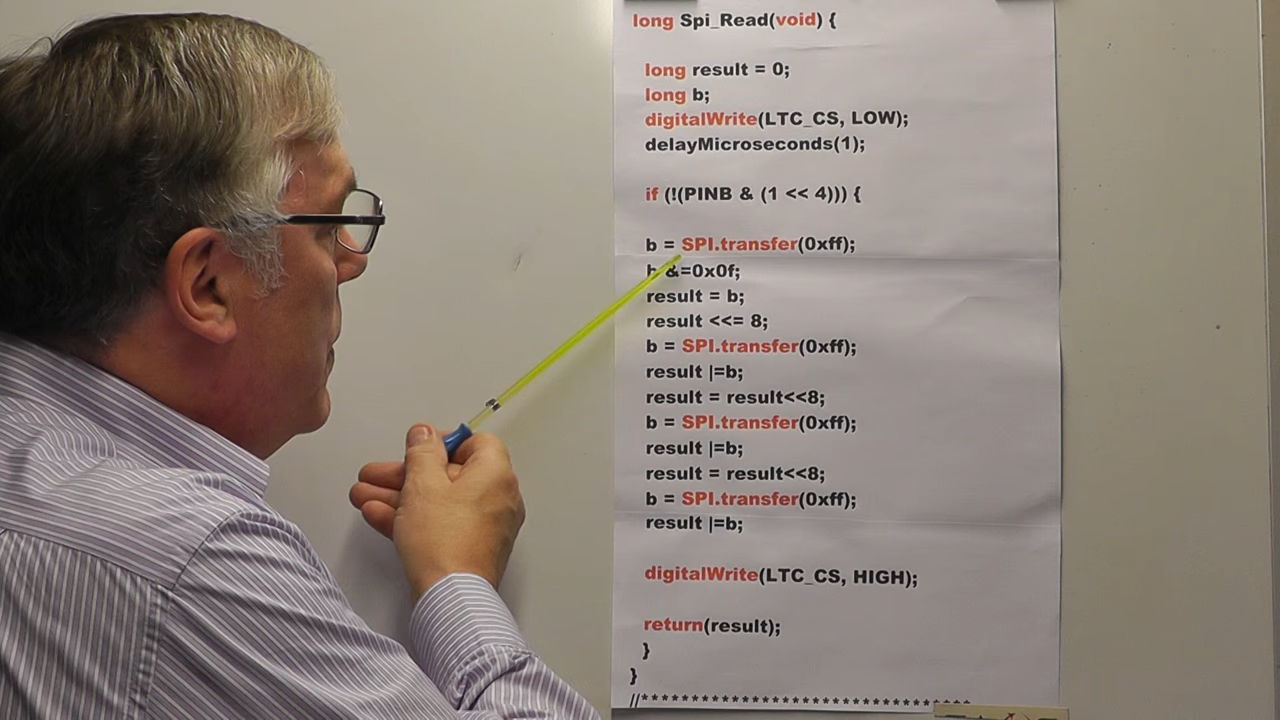 long Spi_Read(void) {
long result = 0;
long b;
digitalWrite(LTC_CS, LOW);
delayMicroseconds(1);
if (!(PINB & (1 << 4))) {
b = SPI.transfer(0xff);
b &=0x0f;
result = b;
result <<= 8;
b = SPI.transfer(0xff);
result |=b;
result = result<<8;
b = SPI.transfer(0xff);
result |=b;
result = result<<8;
b = SPI.transfer(0xff);
result |=b;
digitalWrite(LTC_CS, HIGH);
return(result);
}
}
//********************************